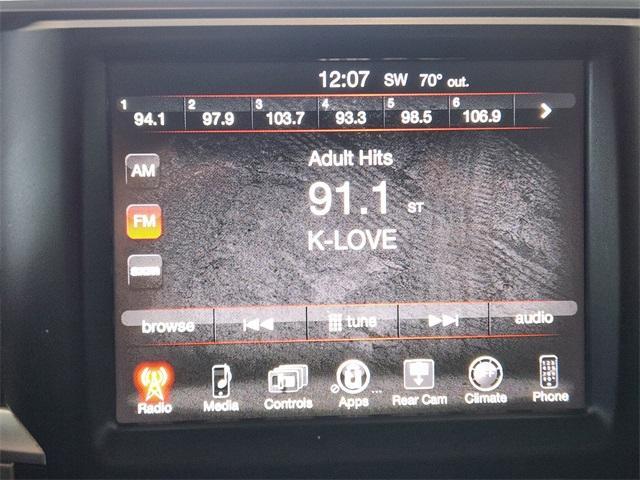 12:07 SW 70° out.
1 2 3 4 5 6
94.1 97.9 103.7 93.3 98.5 106.9
Adult Hits
AM
91.1 ST
FM
K-LOVE
browse tune audio
Radio Media Controls Apps Rear Cam Climate Phone
OFF